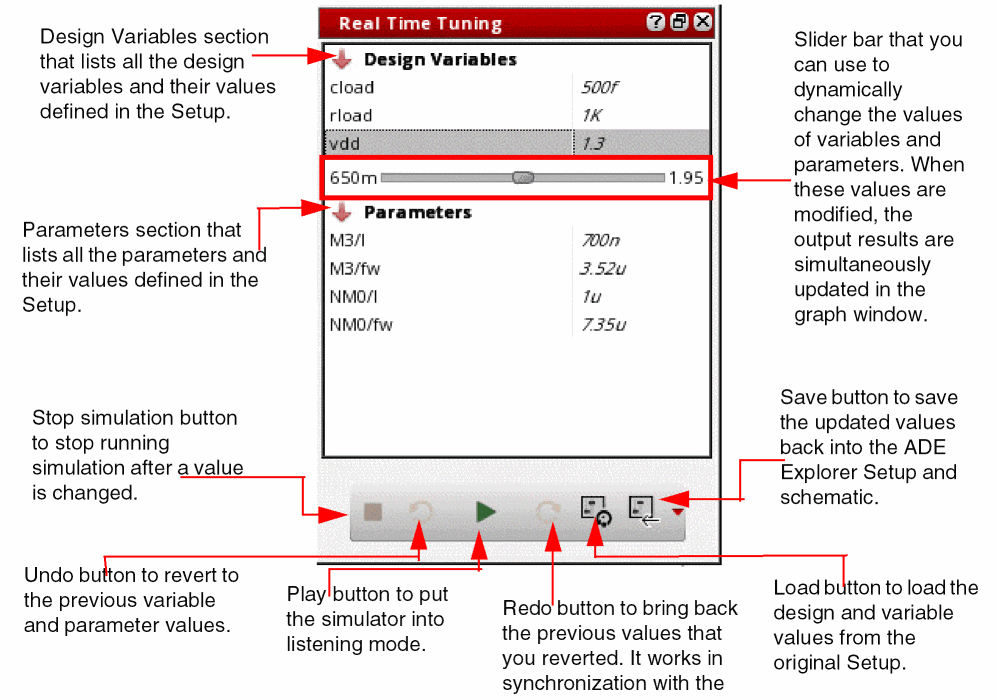 Real Time Tuning
?
Design Variables
cload 500f
rload 1K
vdd 1.3
650m 1.95
Parameters
M3/l 700n
M3/fw 3.52u
NM0/l 1u
NM0/fw 7.35u
Design Variables section
that lists all the design
variables and their values
defined in the Setup.
Parameters section that
lists all the parameters and
their values defined in the
Setup.
Stop simulation button
to stop running
simulation after a value
is changed.
Undo button to revert to
the previous variable
and parameter values.
Play button to put
the simulator into
listening mode.
Redo button to bring back
the previous values that
you reverted. It works in
synchronization with the
Slider bar that you
can use to
dynamically
change the values
of variables and
parameters. When
these values are
modified, the
output results are
simultaneously
updated in the
graph window.
Save button to save
the updated values
back into the ADE
Explorer Setup and
schematic.
Load button to load the
design and variable
values from the
original Setup.